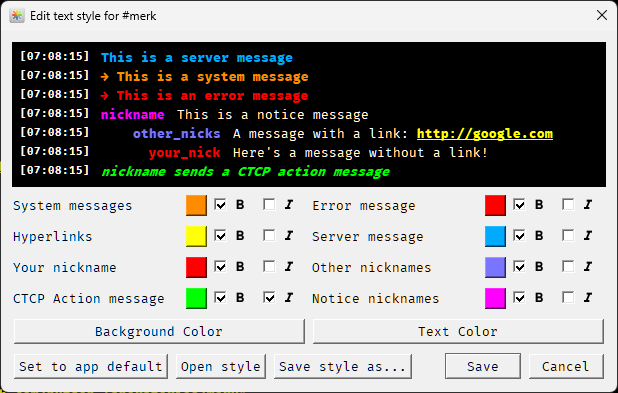 Edit text style for #merk
[07:08:15] This is a server message
[07:08:15] → This is a system message
[07:08:15] → This is an error message
[07:08:15] nickname This is a notice message
[07:08:15] other_nicks A message with a link: http://google.com
[07:08:15] your_nick Here's a message without a link!
[07:08:15] nickname sends a CTCP action message
System messages B I Error message B I
Hyperlinks B I Server message B I
Your nickname B I Other nicknames B I
CTCP Action message B I Notice nicknames B I
Background Color Text Color
Set to app default Open style Save style as... Save Cancel